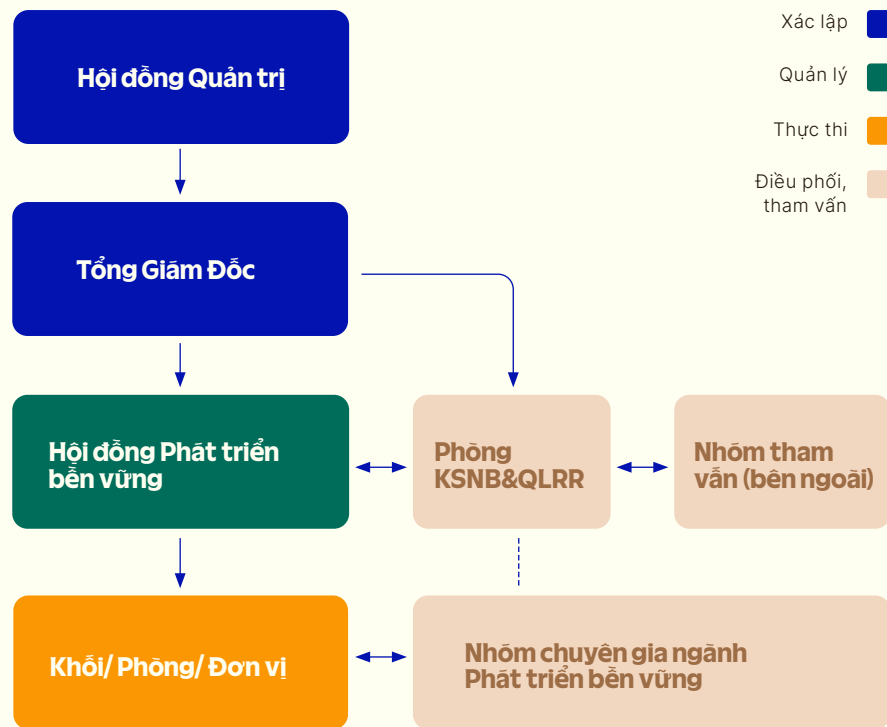 Hội đồng Quản trị
Xác lập
Quản lý
Thực thi
Điều phối,
tham vấn
Tổng Giám Đốc
Hội đồng Phát triển
bền vững
Phòng
KSNB&QLRR
Nhóm tham
vấn (bên ngoài)
Khối/ Phòng/ Đơn vị
Nhóm chuyên gia ngành
Phát triển bền vững